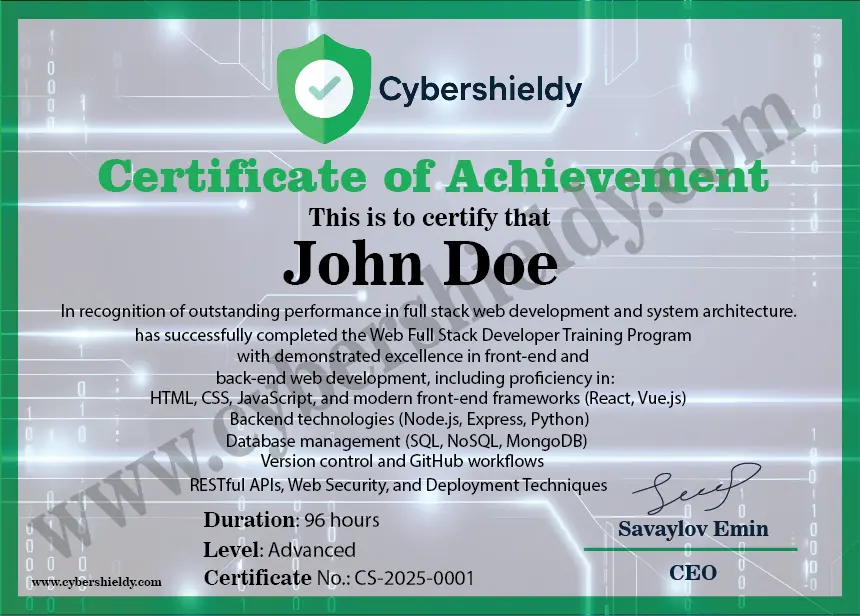 Cybershieldy
Certificate of Achievement
This is to certify that
John Doe
In recognition of outstanding performance in full stack web development and system architecture.
has successfully completed the Web Full Stack Developer Training Program
with demonstrated excellence in front-end and
back-end web development, including proficiency in:
HTML, CSS, JavaScript, and modern front-end frameworks (React, Vue.js)
Backend technologies (Node.js, Express, Python)
Database management (SQL, NoSQL, MongoDB)
Version control and GitHub workflows
RESTful APIs, Web Security, and Deployment Techniques
Duration: 96 hours
Level: Advanced
Certificate No.: CS-2025-0001
Savaylov Emin
CEO
www.cybershieldy.com
www.cybershieldy.com